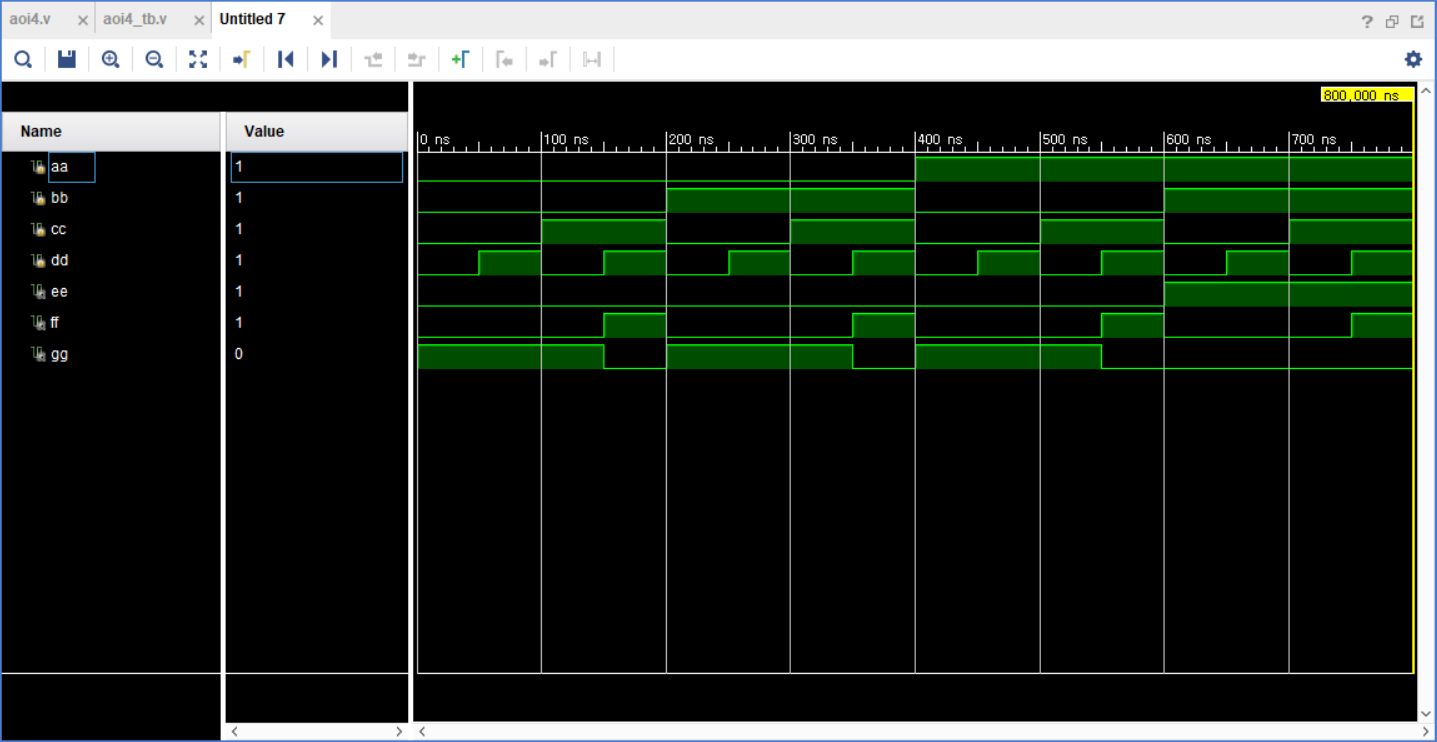 aoi4.v × aoi4_tb.v × Untitled 7 × ?
800,000 ns
Name Value
0 ns 100 ns 200 ns 300 ns 400 ns 500 ns 600 ns 700 ns
aa 1
bb 1
cc 1
dd 1
ee 1
ff 1
gg 0